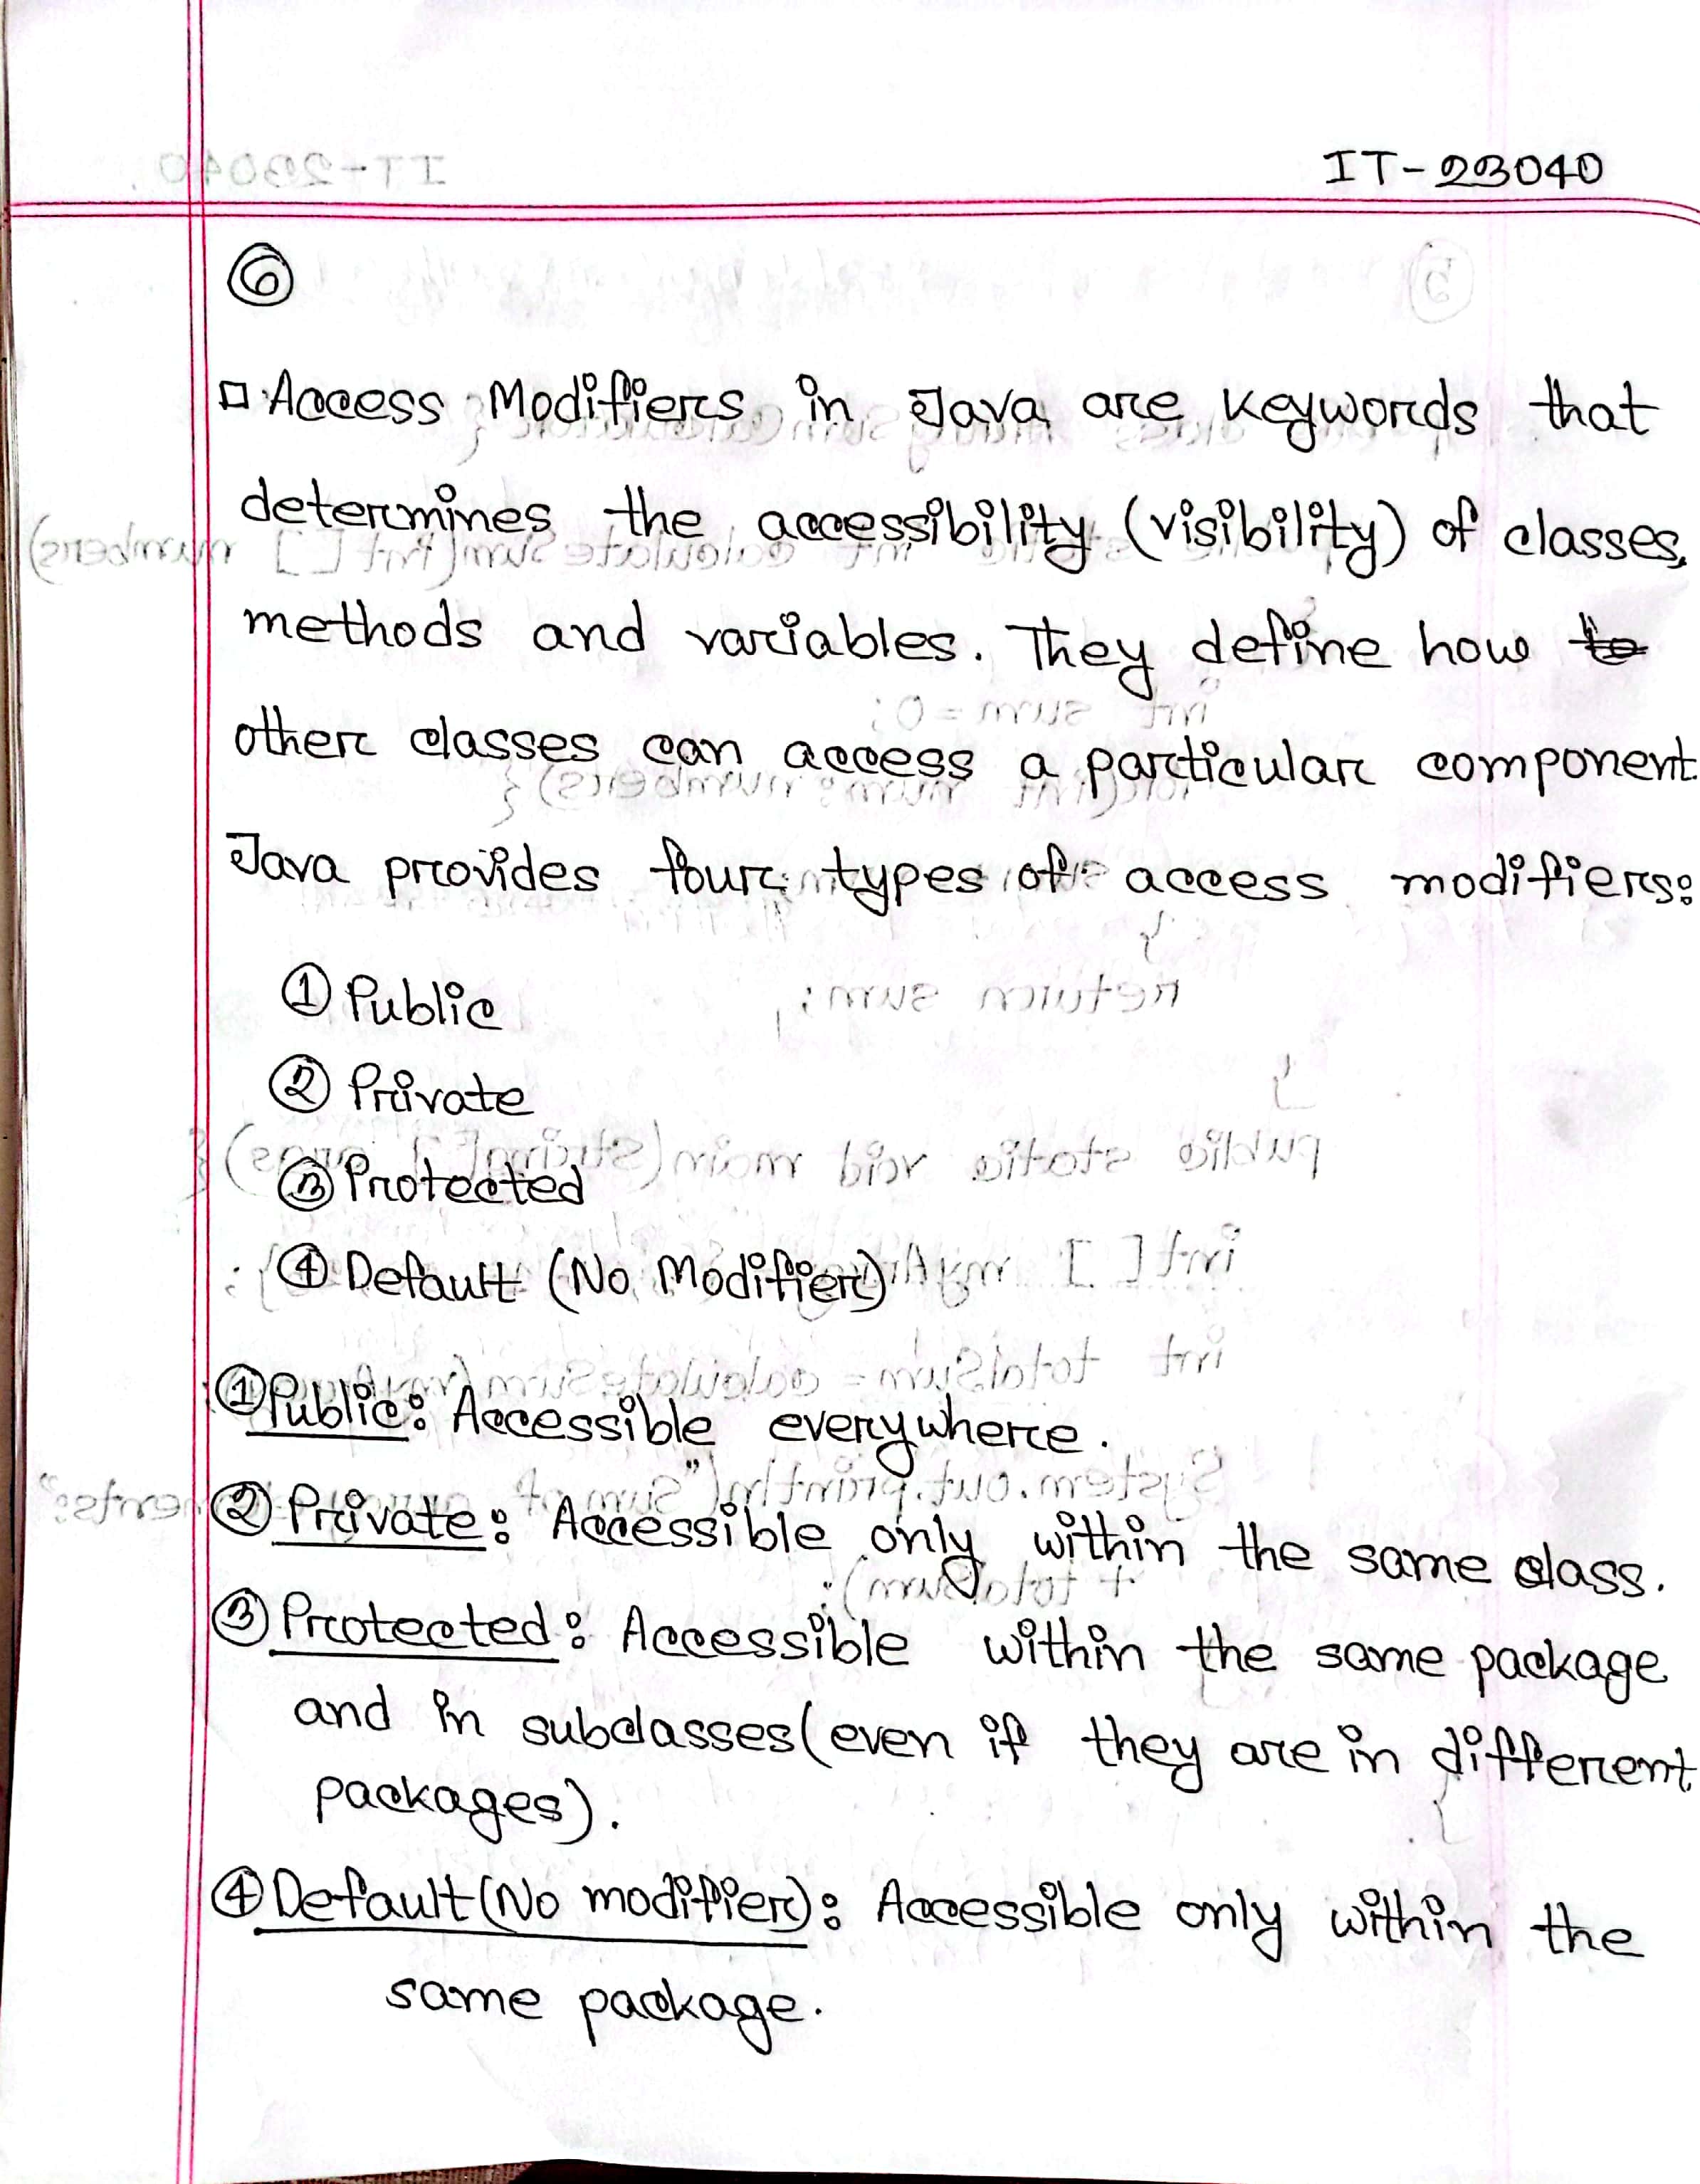 IT-23040
6
□ Access Modifiers in Java are keywords that
determines the accessibility (visibility) of classes,
methods and variables. They define how to
other classes can access a particular component
Java provides four types of access modifiers:
① Public
② Private
③ Protected
④ Default (No Modifier)
① Public: Accessible everywhere.
② Private: Accessible only within the same class.
③ Protected: Accessible within the same package
and in subclasses (even if they are in different
packages).
④ Default (No modifier): Accessible only within the
same package.